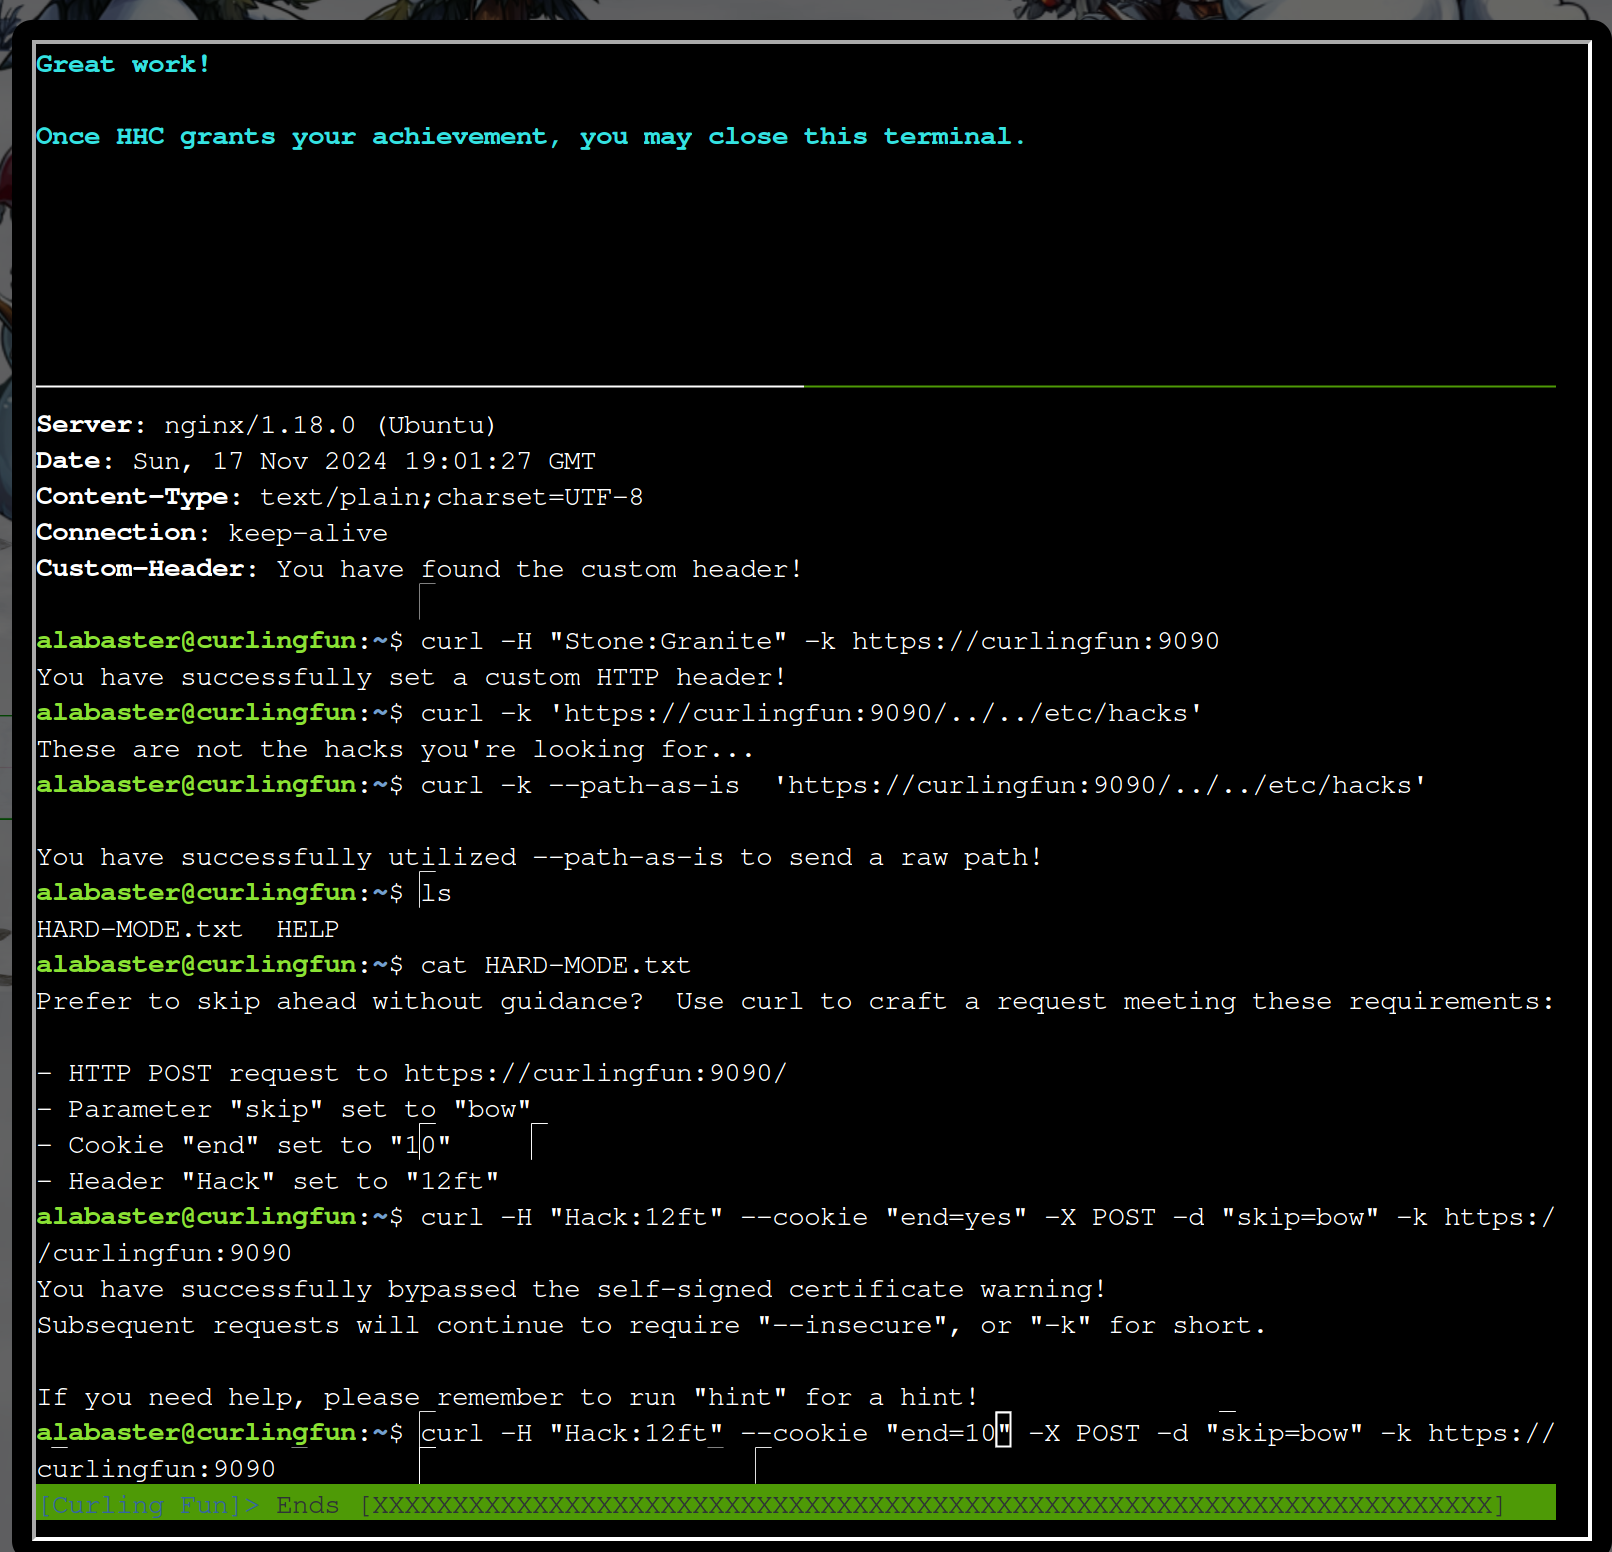 Great work!
Once HHC grants your achievement, you may close this terminal.
Server: nginx/1.18.0 (Ubuntu)
Date: Sun, 17 Nov 2024 19:01:27 GMT
Content-Type: text/plain;charset=UTF-8
Connection: keep-alive
Custom-Header: You have found the custom header!
alabaster@curlingfun:~$ curl -H "Stone:Granite" -k https://curlingfun:9090
You have successfully set a custom HTTP header!
alabaster@curlingfun:~$ curl -k 'https://curlingfun:9090/../../etc/hacks'
These are not the hacks you're looking for...
alabaster@curlingfun:~$ curl -k --path-as-is  'https://curlingfun:9090/../../etc/hacks'
You have successfully utilized --path-as-is to send a raw path!
alabaster@curlingfun:~$ ls
HARD-MODE.txt  HELP
alabaster@curlingfun:~$ cat HARD-MODE.txt
Prefer to skip ahead without guidance?  Use curl to craft a request meeting these requirements:
- HTTP POST request to https://curlingfun:9090/
- Parameter "skip" set to "bow"
- Cookie "end" set to "10"
- Header "Hack" set to "12ft"
alabaster@curlingfun:~$ curl -H "Hack:12ft" --cookie "end=yes" -X POST -d "skip=bow" -k https:/
/curlingfun:9090
You have successfully bypassed the self-signed certificate warning!
Subsequent requests will continue to require "--insecure", or "-k" for short.
If you need help, please remember to run "hint" for a hint!
alabaster@curlingfun:~$ curl -H "Hack:12ft" --cookie "end=10" -X POST -d "skip=bow" -k https://
curlingfun:9090
[Curling Fun]> Ends [XXXXXXXXXXXXXXXXXXXXXXXXXXXXXXXXXXXXXXXXXXXXXXXXXXXXXXXXXXXXXXXXXXXXXX]